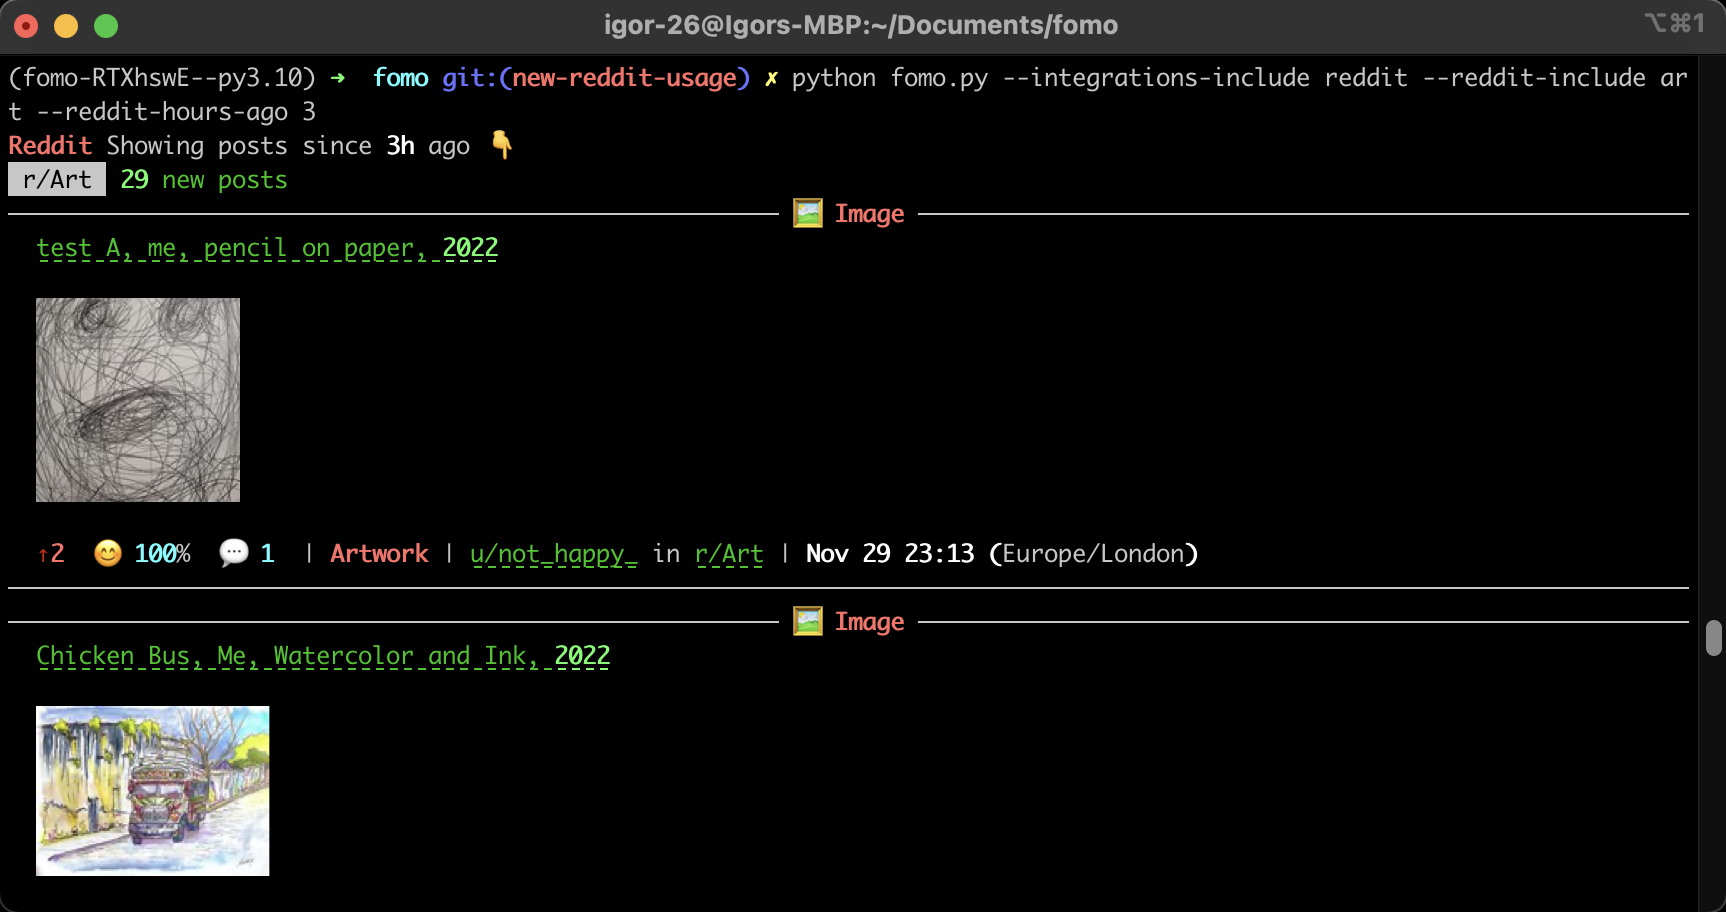 igor-26@Igors-MBP:~/Documents/fomo
⌥⌘1
(fomo-RTXhswE--py3.10) ➜  fomo git:(new-reddit-usage) ✗ python fomo.py --integrations-include reddit --reddit-include ar
t --reddit-hours-ago 3
Reddit Showing posts since 3h ago 👇
r/Art 29 new posts
🖼️ Image
test A, me, pencil on paper, 2022
↑2 😊 100% 💬 1 | Artwork | u/not_happy_ in r/Art | Nov 29 23:13 (Europe/London)
🖼️ Image
Chicken Bus, Me, Watercolor and Ink, 2022